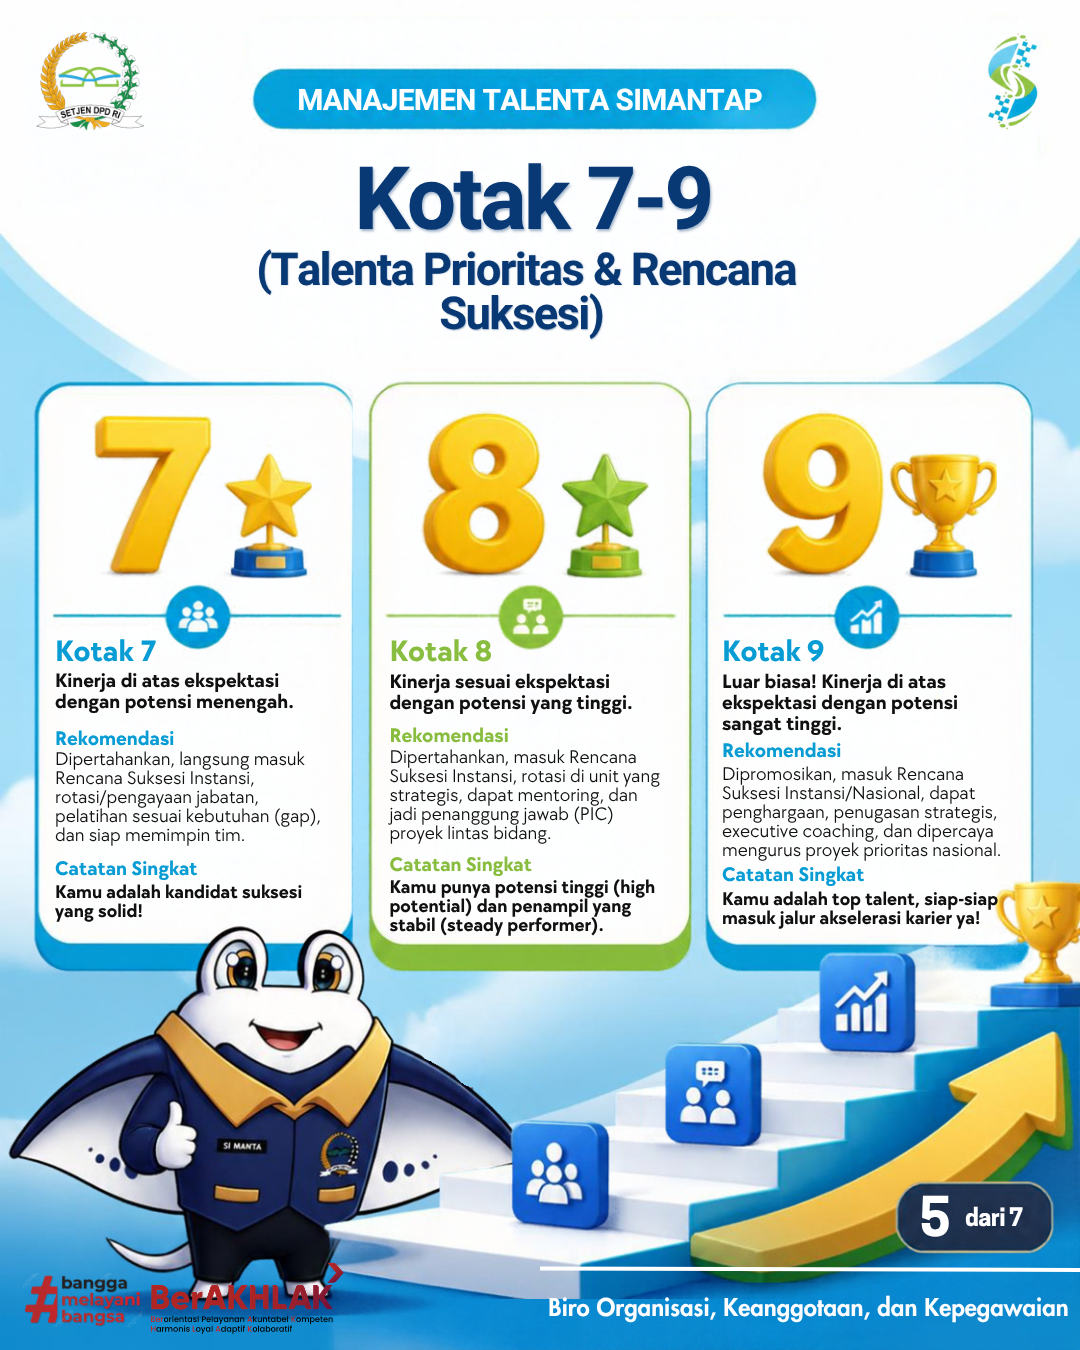 SETJEN DPD RI
MANAJEMEN TALENTA SIMANTAP
Kotak 7-9
(Talenta Prioritas & Rencana
Suksesi)
7
Kotak 7
Kinerja di atas ekspektasi
dengan potensi menengah.
Rekomendasi
Dipertahankan, langsung masuk
Rencana Suksesi Instansi,
rotasi/pengayaan jabatan,
pelatihan sesuai kebutuhan (gap),
dan siap memimpin tim.
Catatan Singkat
Kamu adalah kandidat suksesi
yang solid!
8
Kotak 8
Kinerja sesuai ekspektasi
dengan potensi yang tinggi.
Rekomendasi
Dipertahankan, masuk Rencana
Suksesi Instansi, rotasi di unit yang
strategis, dapat mentoring, dan
jadi penanggung jawab (PIC)
proyek lintas bidang.
Catatan Singkat
Kamu punya potensi tinggi (high
potential) dan penampil yang
stabil (steady performer).
9
Kotak 9
Luar biasa! Kinerja di atas
ekspektasi dengan potensi
sangat tinggi.
Rekomendasi
Dipromosikan, masuk Rencana
Suksesi Instansi/Nasional, dapat
penghargaan, penugasan strategis,
executive coaching, dan dipercaya
mengurus proyek prioritas nasional.
Catatan Singkat
Kamu adalah top talent, siap-siap
masuk jalur akselerasi karier ya!
SI MANTA
5 dari 7
#bangga
melayani
bangsa
BerAKHLAK
Berorientasi Pelayanan Akuntabel Kompeten
Harmonis Loyal Adaptif Kolaboratif
Biro Organisasi, Keanggotaan, dan Kepegawaian